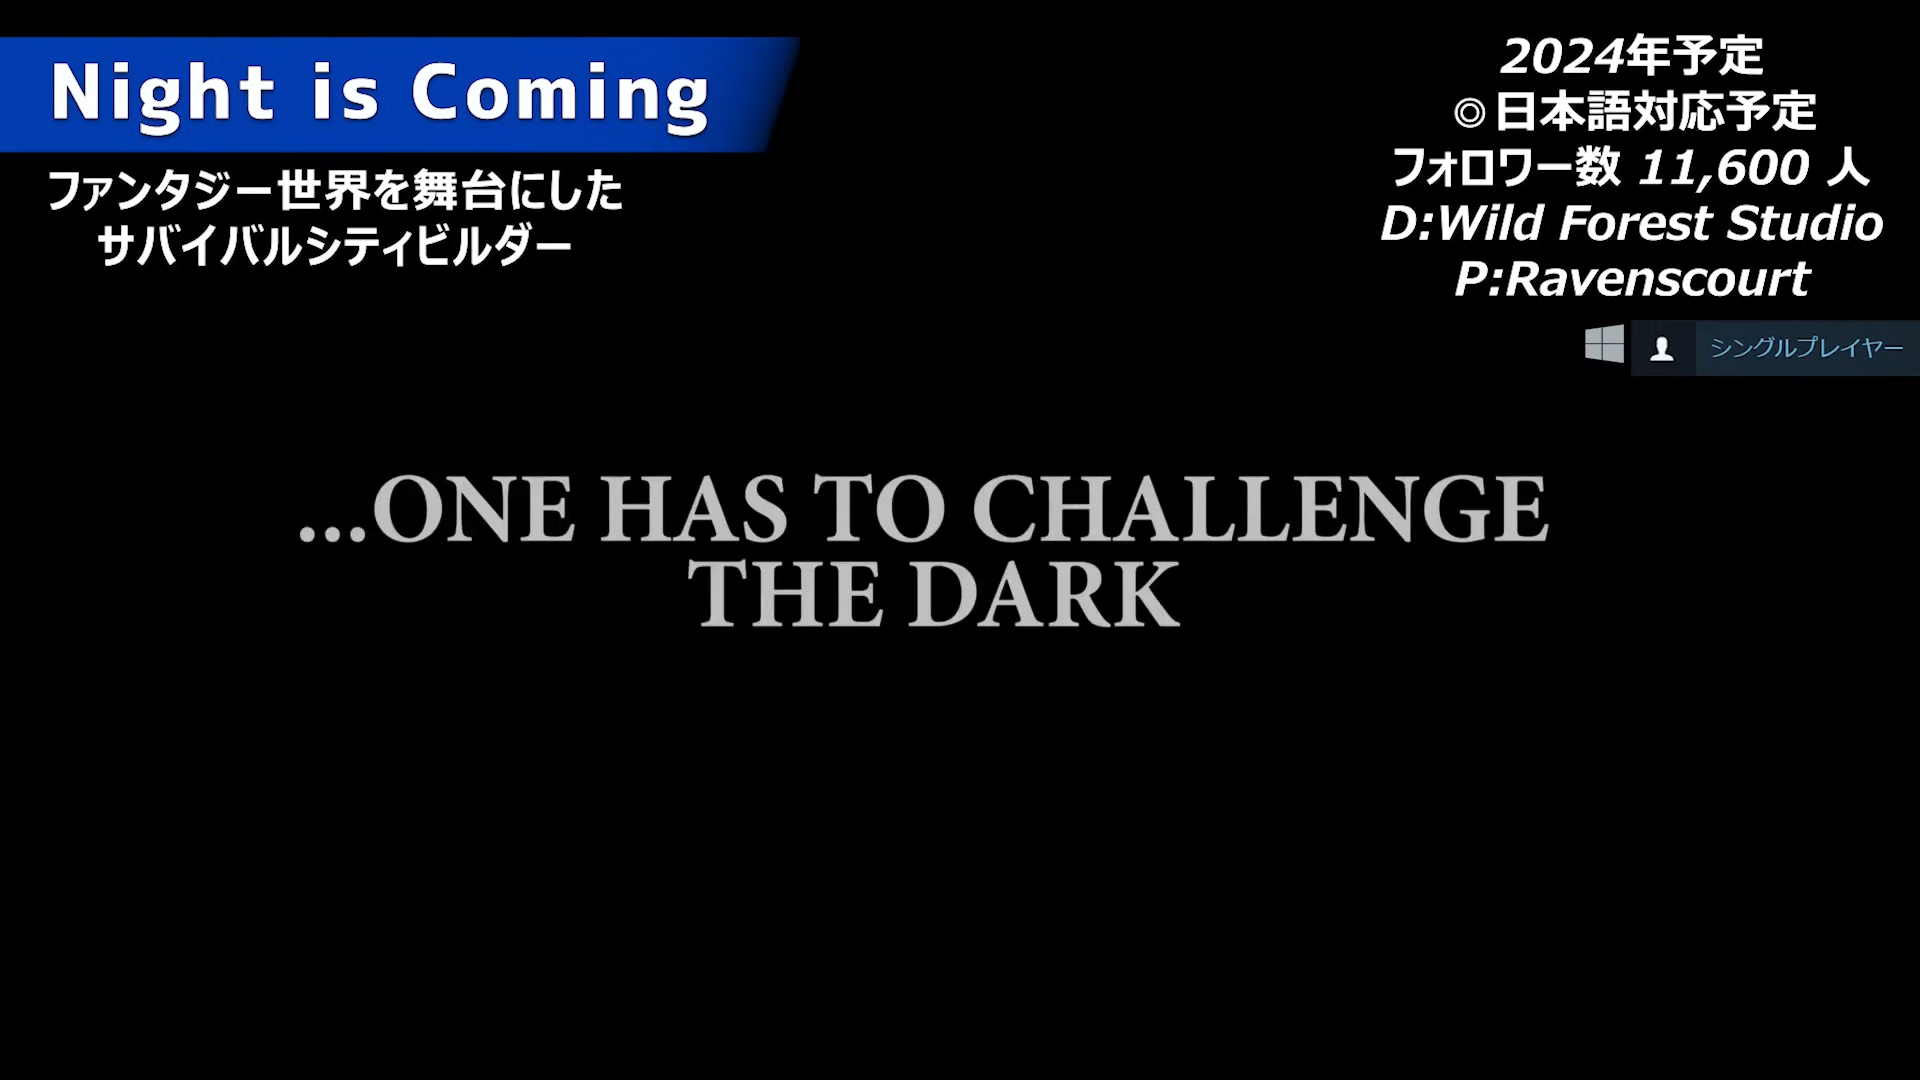 Night is Coming
ファンタジー世界を舞台にした
サバイバルシティビルダー
2024年予定
◎日本語対応予定
フォロワー数 11,600 人
D:Wild Forest Studio
P:Ravenscourt
シングルプレイヤー
...ONE HAS TO CHALLENGE
THE DARK